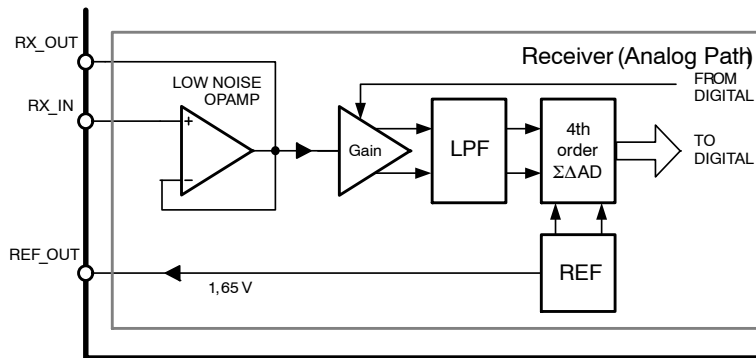 RX_OUT
Receiver (Analog Path)
LOW NOISE
OPAMP
FROM
DIGITAL
RX_IN
+
Gain
LPF
4th
order
ΣΔAD
TO
DIGITAL
−
REF_OUT
1,65 V
REF